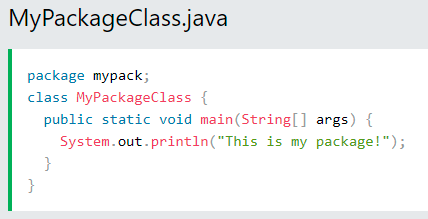 MyPackageClass.java
package mypack;
class MyPackageClass {
  public static void main(String[] args) {
    System.out.println("This is my package!");
  }
}